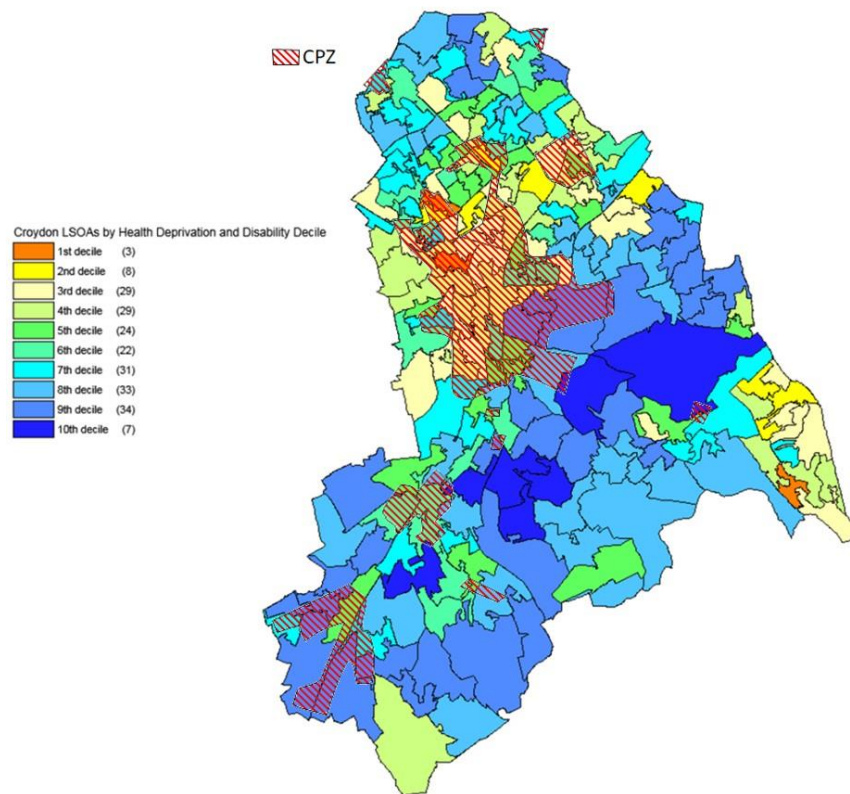 CPZ
Croydon LSOAs by Health Deprivation and Disability Decile
1st decile (3)
2nd decile (8)
3rd decile (29)
4th decile (29)
5th decile (24)
6th decile (22)
7th decile (31)
8th decile (33)
9th decile (34)
10th decile (7)